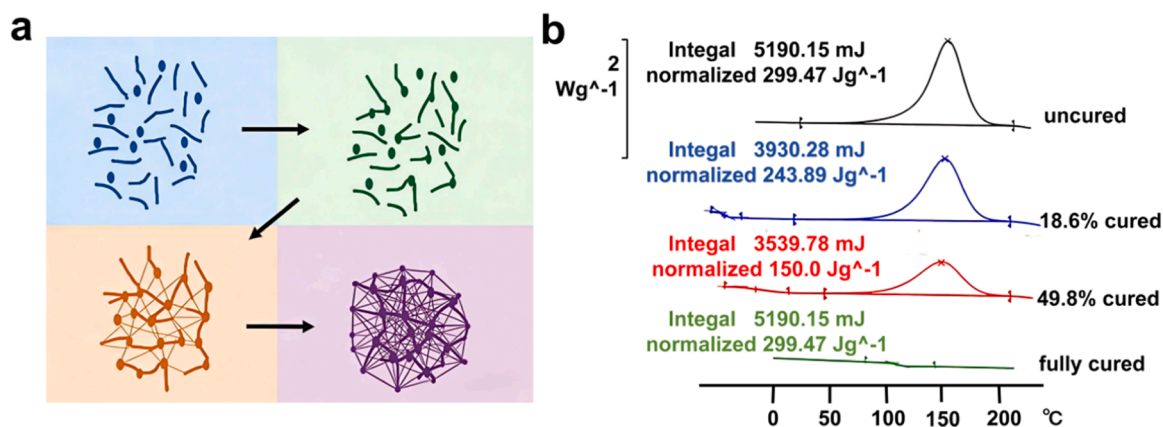 a
b
2
Wg^-1
Integal 5190.15 mJ
normalized 299.47 Jg^-1
uncured
Integal 3930.28 mJ
normalized 243.89 Jg^-1
18.6% cured
Integal 3539.78 mJ
normalized 150.0 Jg^-1
49.8% cured
Integal 5190.15 mJ
normalized 299.47 Jg^-1
fully cured
0 50 100 150 200 ℃